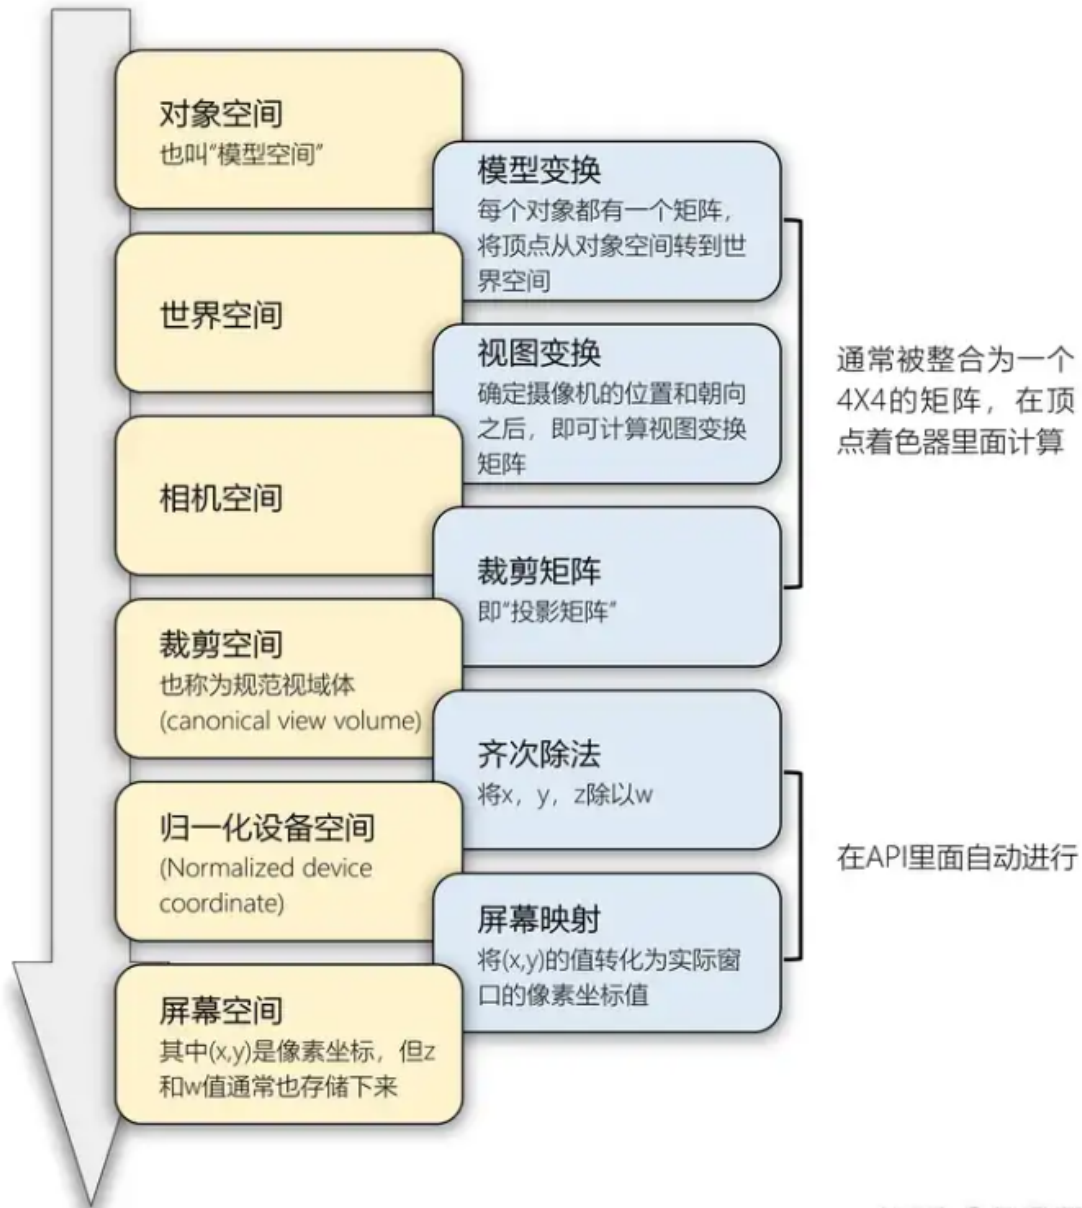 对象空间
也叫“模型空间”
模型变换
每个对象都有一个矩阵，
将顶点从对象空间转到世
界空间
世界空间
视图变换
确定摄像机的位置和朝向
之后，即可计算视图变换
矩阵
通常被整合为一个
4X4的矩阵，在顶
点着色器里面计算
相机空间
裁剪矩阵
即“投影矩阵”
裁剪空间
也称为规范视域体
(canonical view volume)
齐次除法
将x，y，z除以w
归一化设备空间
(Normalized device
coordinate)
在API里面自动进行
屏幕映射
将(x,y)的值转化为实际窗
口的像素坐标值
屏幕空间
其中(x,y)是像素坐标，但z
和w值通常也存储下来